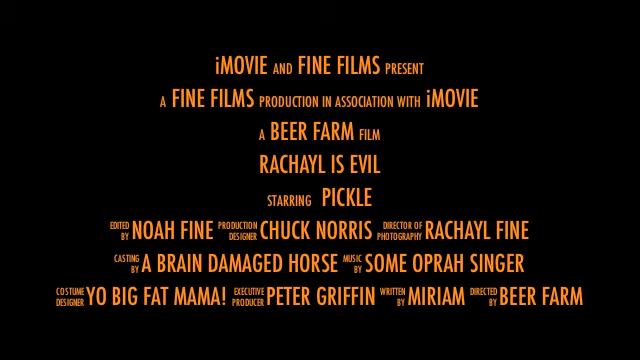 iMOVIE AND FINE FILMS PRESENT
A FINE FILMS PRODUCTION IN ASSOCIATION WITH iMOVIE
A BEER FARM FILM
RACHAYL IS EVIL
STARRING PICKLE
EDITED BY NOAH FINE PRODUCTION DESIGNER CHUCK NORRIS DIRECTOR OF PHOTOGRAPHY RACHAYL FINE
CASTING BY A BRAIN DAMAGED HORSE MUSIC BY SOME OPRAH SINGER
COSTUME DESIGNER YO BIG FAT MAMA! EXECUTIVE PRODUCER PETER GRIFFIN WRITTEN BY MIRIAM DIRECTED BY BEER FARM